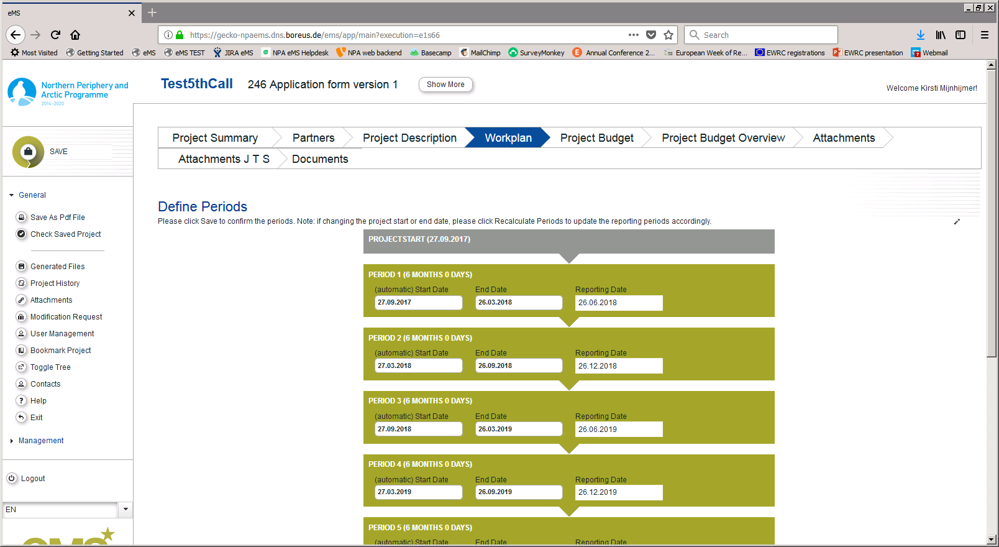 eMS
https://gecko-npaems.dns.boreus.de/ems/app/main?execution=e1s66
Search
Most Visited Getting Started eMS eMS TEST JIRA eMS NPA eMS Helpdesk NPA web backend Basecamp MailChimp SurveyMonkey Annual Conference 2... European Week of Re... EWRC registrations EWRC presentation Webmail
Northern Periphery and
Arctic Programme
2014–2020
Test5thCall 246 Application form version 1 Show More
Welcome Kirsti Mijnhijmer!
SAVE
General
Save As Pdf File
Check Saved Project
Generated Files
Project History
Attachments
Modification Request
User Management
Bookmark Project
Toggle Tree
Contacts
Help
Exit
Management
Logout
EN
eMS
Project Summary Partners Project Description Workplan Project Budget Project Budget Overview Attachments
Attachments J T S Documents
Define Periods
Please click Save to confirm the periods. Note: if changing the project start or end date, please click Recalculate Periods to update the reporting periods accordingly.
PROJECTSTART (27.09.2017)
PERIOD 1 (6 MONTHS 0 DAYS)
(automatic) Start Date End Date Reporting Date
27.09.2017 26.03.2018 26.06.2018
PERIOD 2 (6 MONTHS 0 DAYS)
(automatic) Start Date End Date Reporting Date
27.03.2018 26.09.2018 26.12.2018
PERIOD 3 (6 MONTHS 0 DAYS)
(automatic) Start Date End Date Reporting Date
27.09.2018 26.03.2019 26.06.2019
PERIOD 4 (6 MONTHS 0 DAYS)
(automatic) Start Date End Date Reporting Date
27.03.2019 26.09.2019 26.12.2019
PERIOD 5 (6 MONTHS 0 DAYS)
(automatic) Start Date End Date Reporting Date